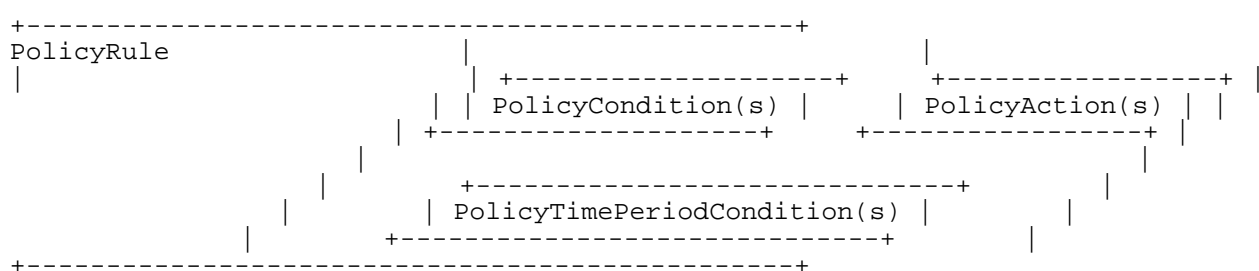 +------------------------------------------------+
PolicyRule | |
| | +--------------------+ +-----------------+ |
| | PolicyCondition(s) | | PolicyAction(s) | |
| +--------------------+ +-----------------+ |
| |
| +------------------------------+ |
| | PolicyTimePeriodCondition(s) | |
| +------------------------------+ |
+------------------------------------------------+